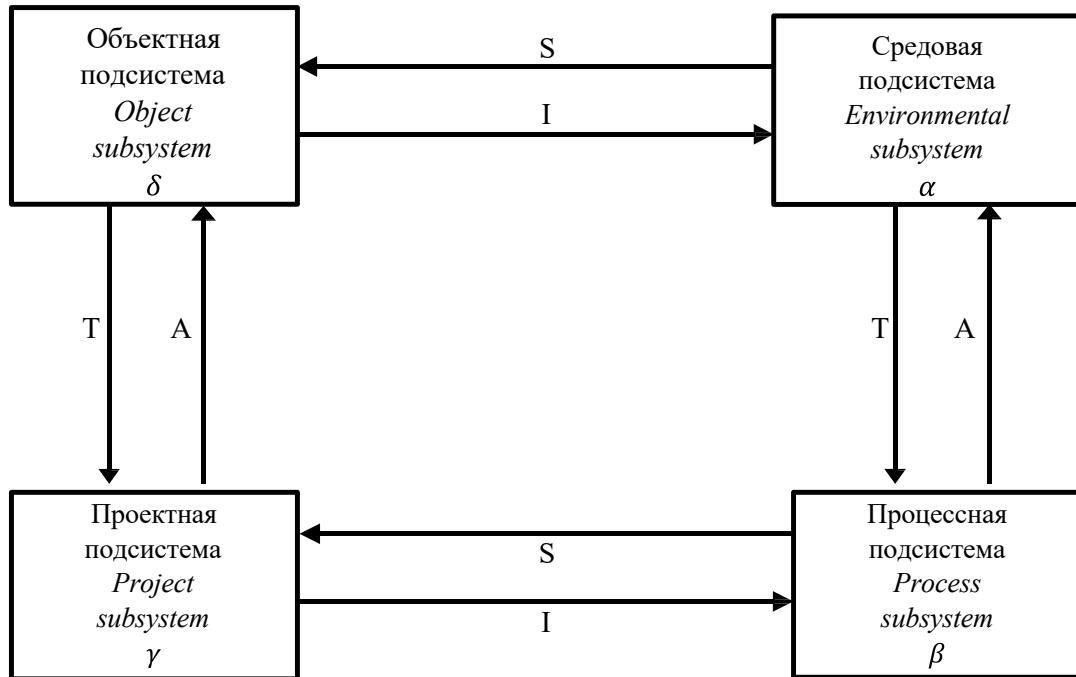 Объектная
подсистема
Object
subsystem
δ
S
I
Средовая
подсистема
Environmental
subsystem
α
T
A
T
A
Проектная
подсистема
Project
subsystem
γ
S
I
Процессная
подсистема
Process
subsystem
β